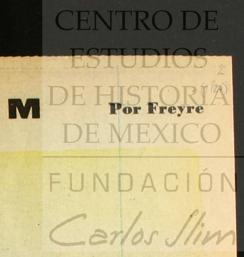 CENTRO DE
ESTUDIOS
DE HISTORIA
M Por Freyre
DE MEXICO
FUNDACIÓN
Carlos Slim